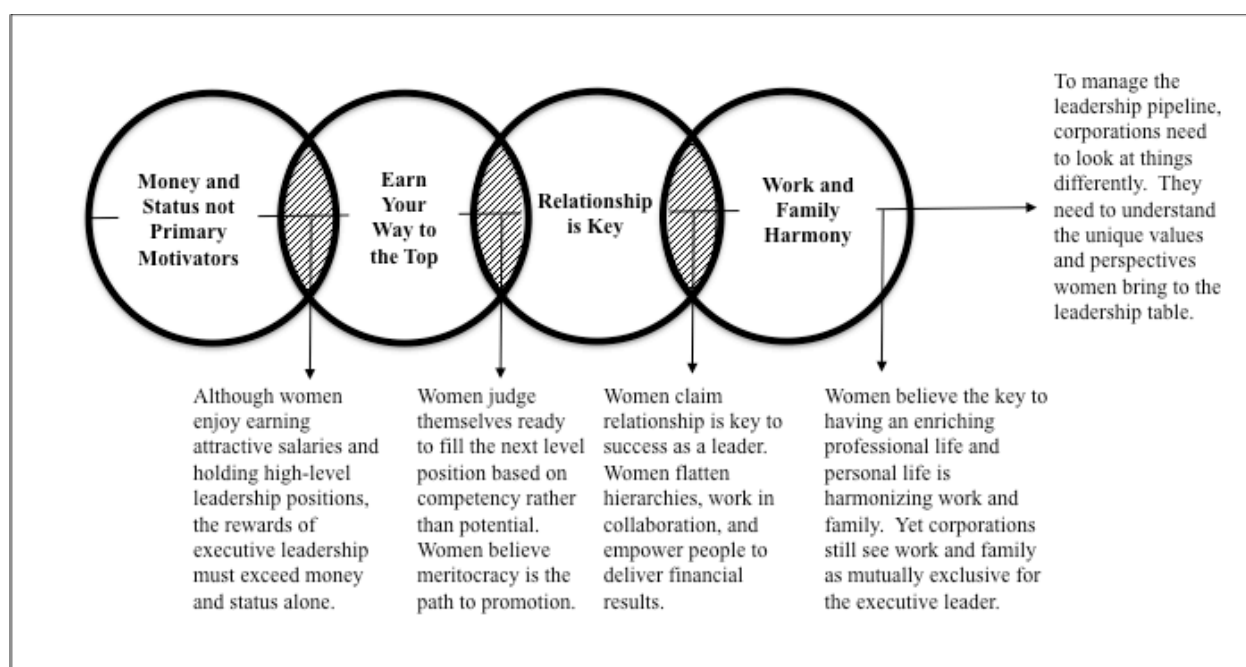 Money and
Status not
Primary
Motivators
Earn
Your
Way to
the Top
Relationship
is Key
Work and
Family
Harmony
To manage the
leadership pipeline,
corporations need
to look at things
differently.  They
need to understand
the unique values
and perspectives
women bring to the
leadership table.
Although women
enjoy earning
attractive salaries and
holding high-level
leadership positions,
the rewards of
executive leadership
must exceed money
and status alone.
Women judge
themselves ready
to fill the next level
position based on
competency rather
than potential.
Women believe
meritocracy is the
path to promotion.
Women claim
relationship is key to
success as a leader.
Women flatten
hierarchies, work in
collaboration, and
empower people to
deliver financial
results.
Women believe the key to
having an enriching
professional life and
personal life is
harmonizing work and
family.  Yet corporations
still see work and family
as mutually exclusive for
the executive leader.